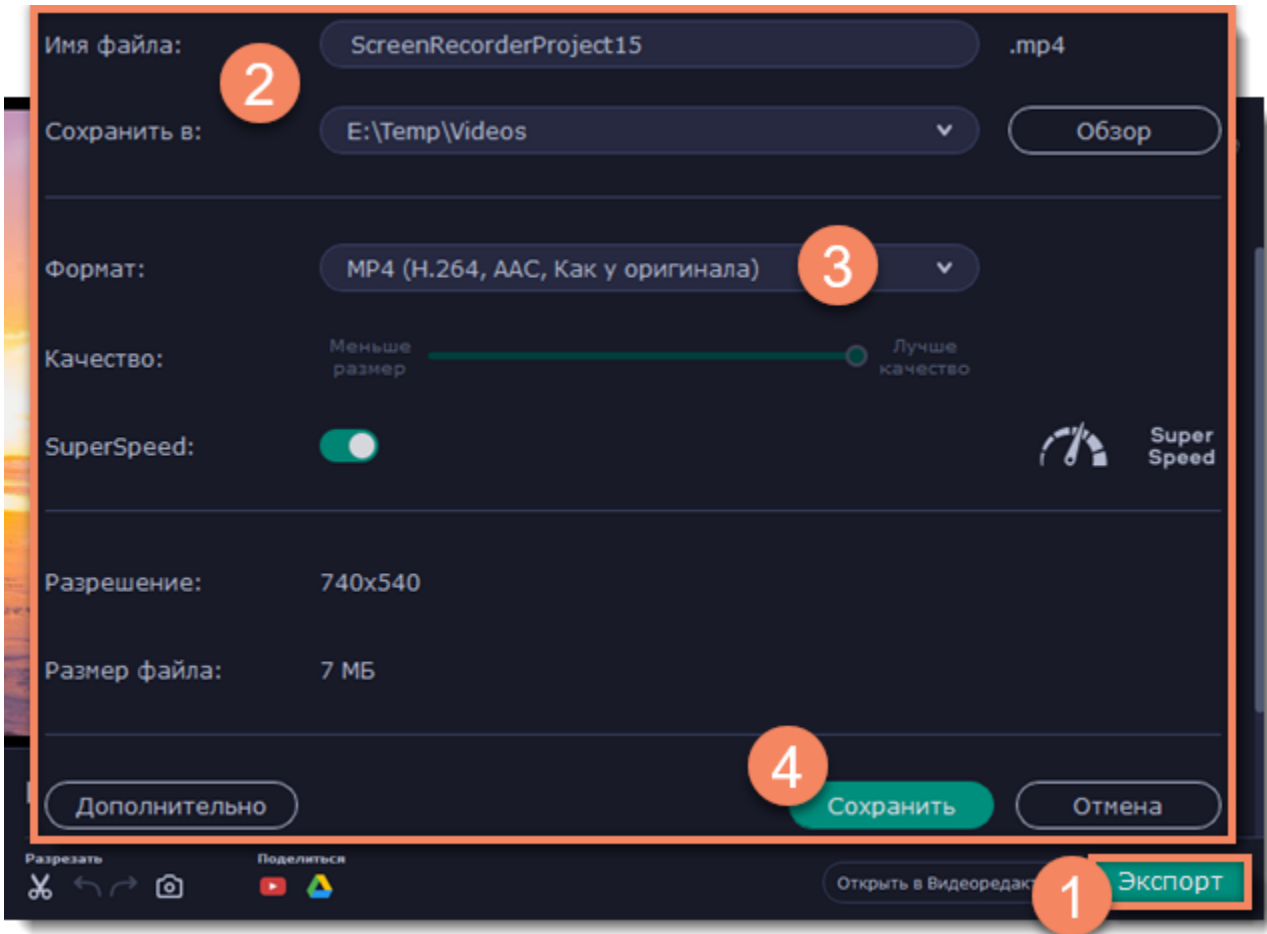 Имя файла: ScreenRecorderProject15 .mp4
2
Сохранить в: E:\Temp\Videos Обзор
Формат: MP4 (H.264, AAC, Как у оригинала) 3
Качество: Меньше размер Лучше качество
SuperSpeed: Super Speed
Разрешение: 740x540
Размер файла: 7 МБ
4
Дополнительно Сохранить Отмена
Разрезать Поделиться
Открыть в 1 Экспорт